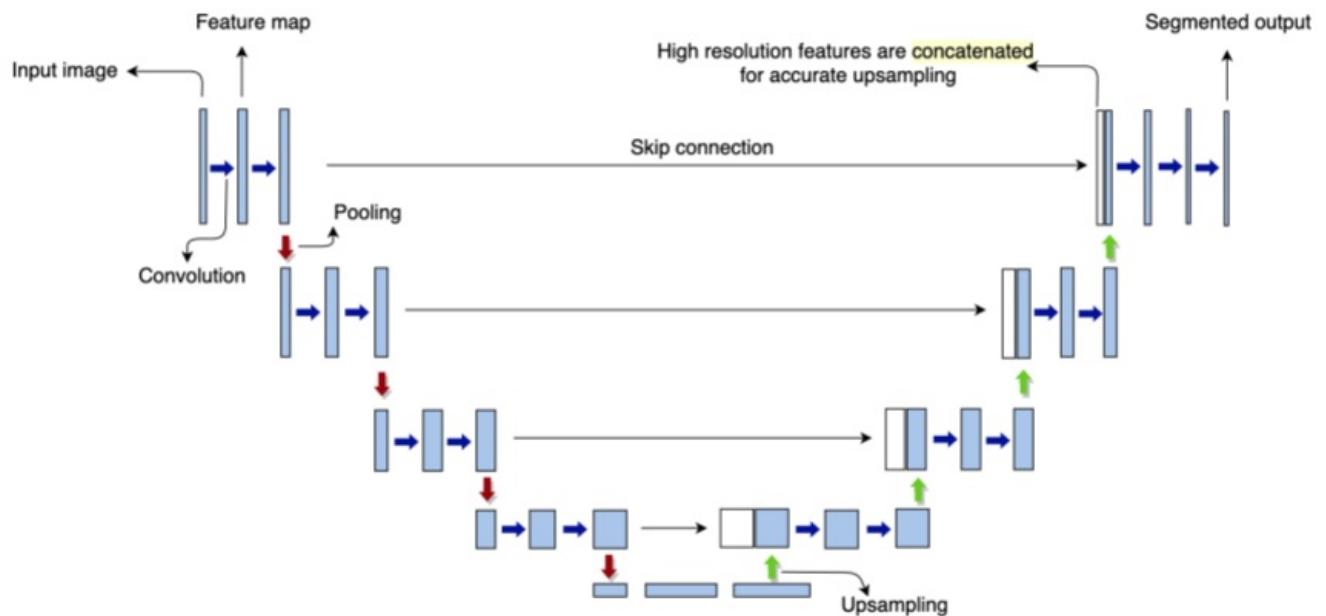 Feature map
Segmented output
Input image
High resolution features are concatenated
for accurate upsampling
Skip connection
Pooling
Convolution
Upsampling